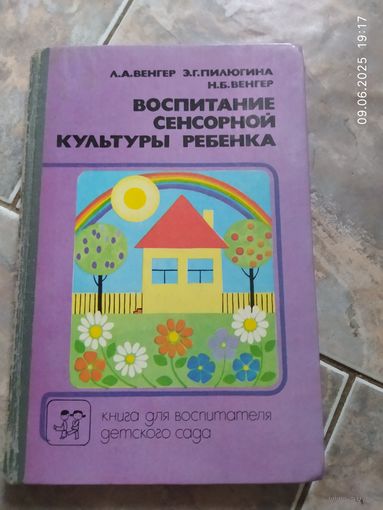 19:17
09.06.2025
Л.А.ВЕНГЕР Э.Г.ПИЛЮГИНА
Н.Б.ВЕНГЕР
ВОСПИТАНИЕ
СЕНСОРНОЙ
КУЛЬТУРЫ РЕБЕНКА
книга для воспитателя
детского сада